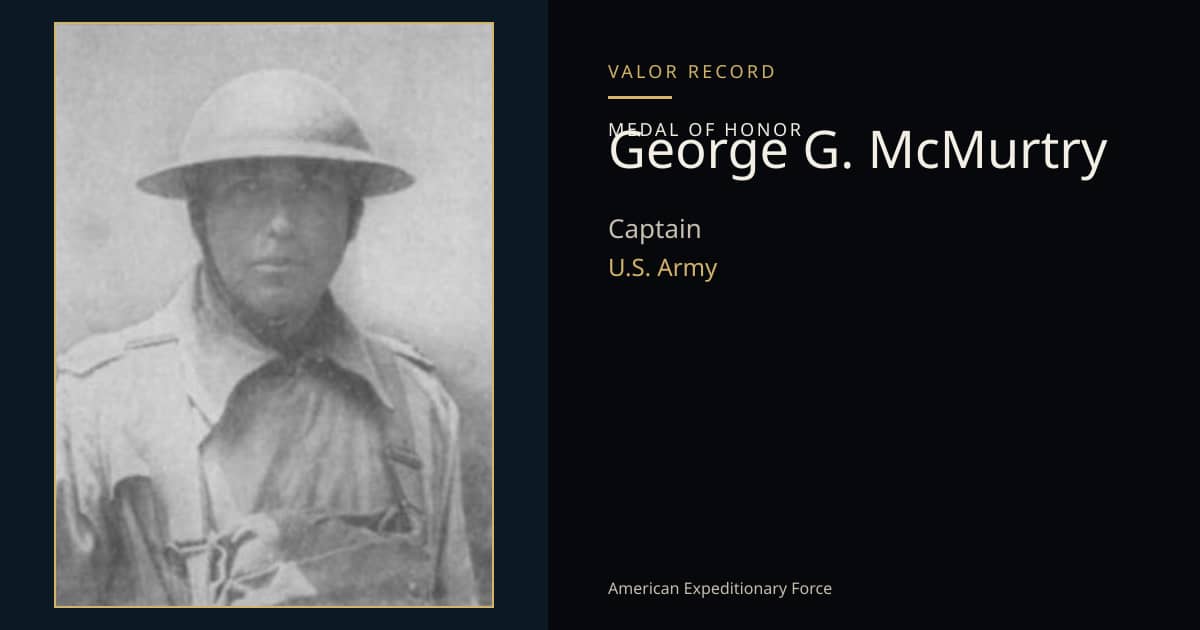 VALOR RECORD
MEDAL OF HONOR
George G. McMurtry
Captain
U.S. Army
American Expeditionary Force